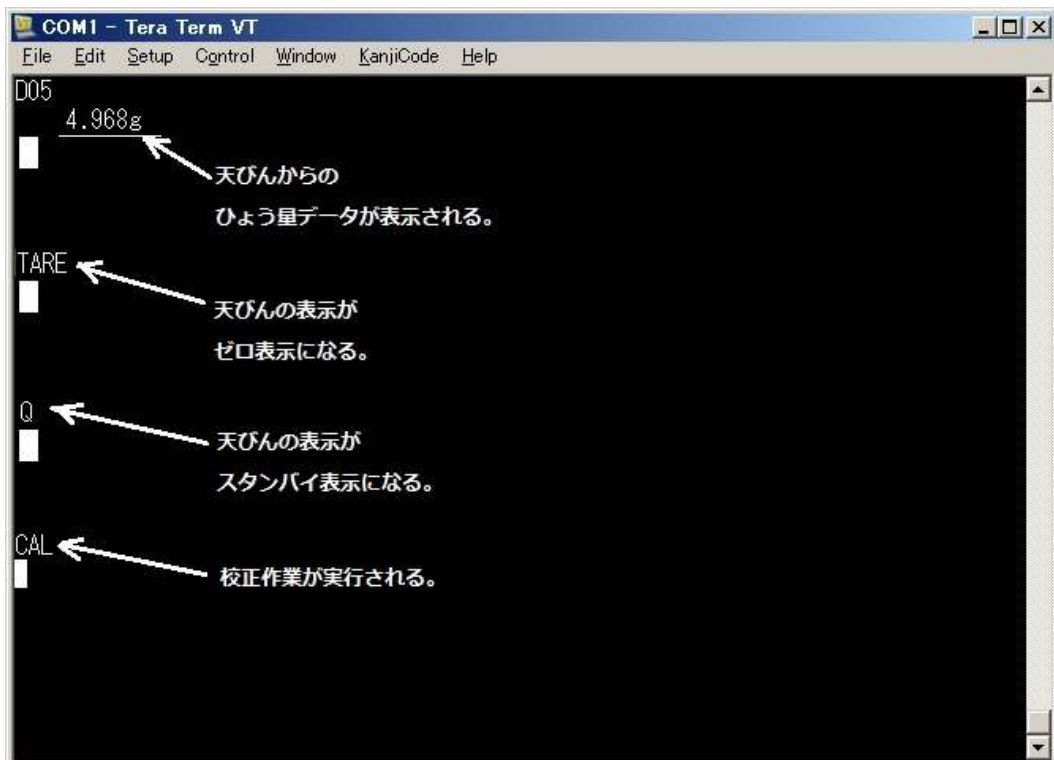 COM1 - Tera Term VT
File Edit Setup Control Window KanjiCode Help
D05
4.968g
天びんからの
ひょう量データが表示される。
TARE
天びんの表示が
ゼロ表示になる。
Q
天びんの表示が
スタンバイ表示になる。
CAL
校正作業が実行される。